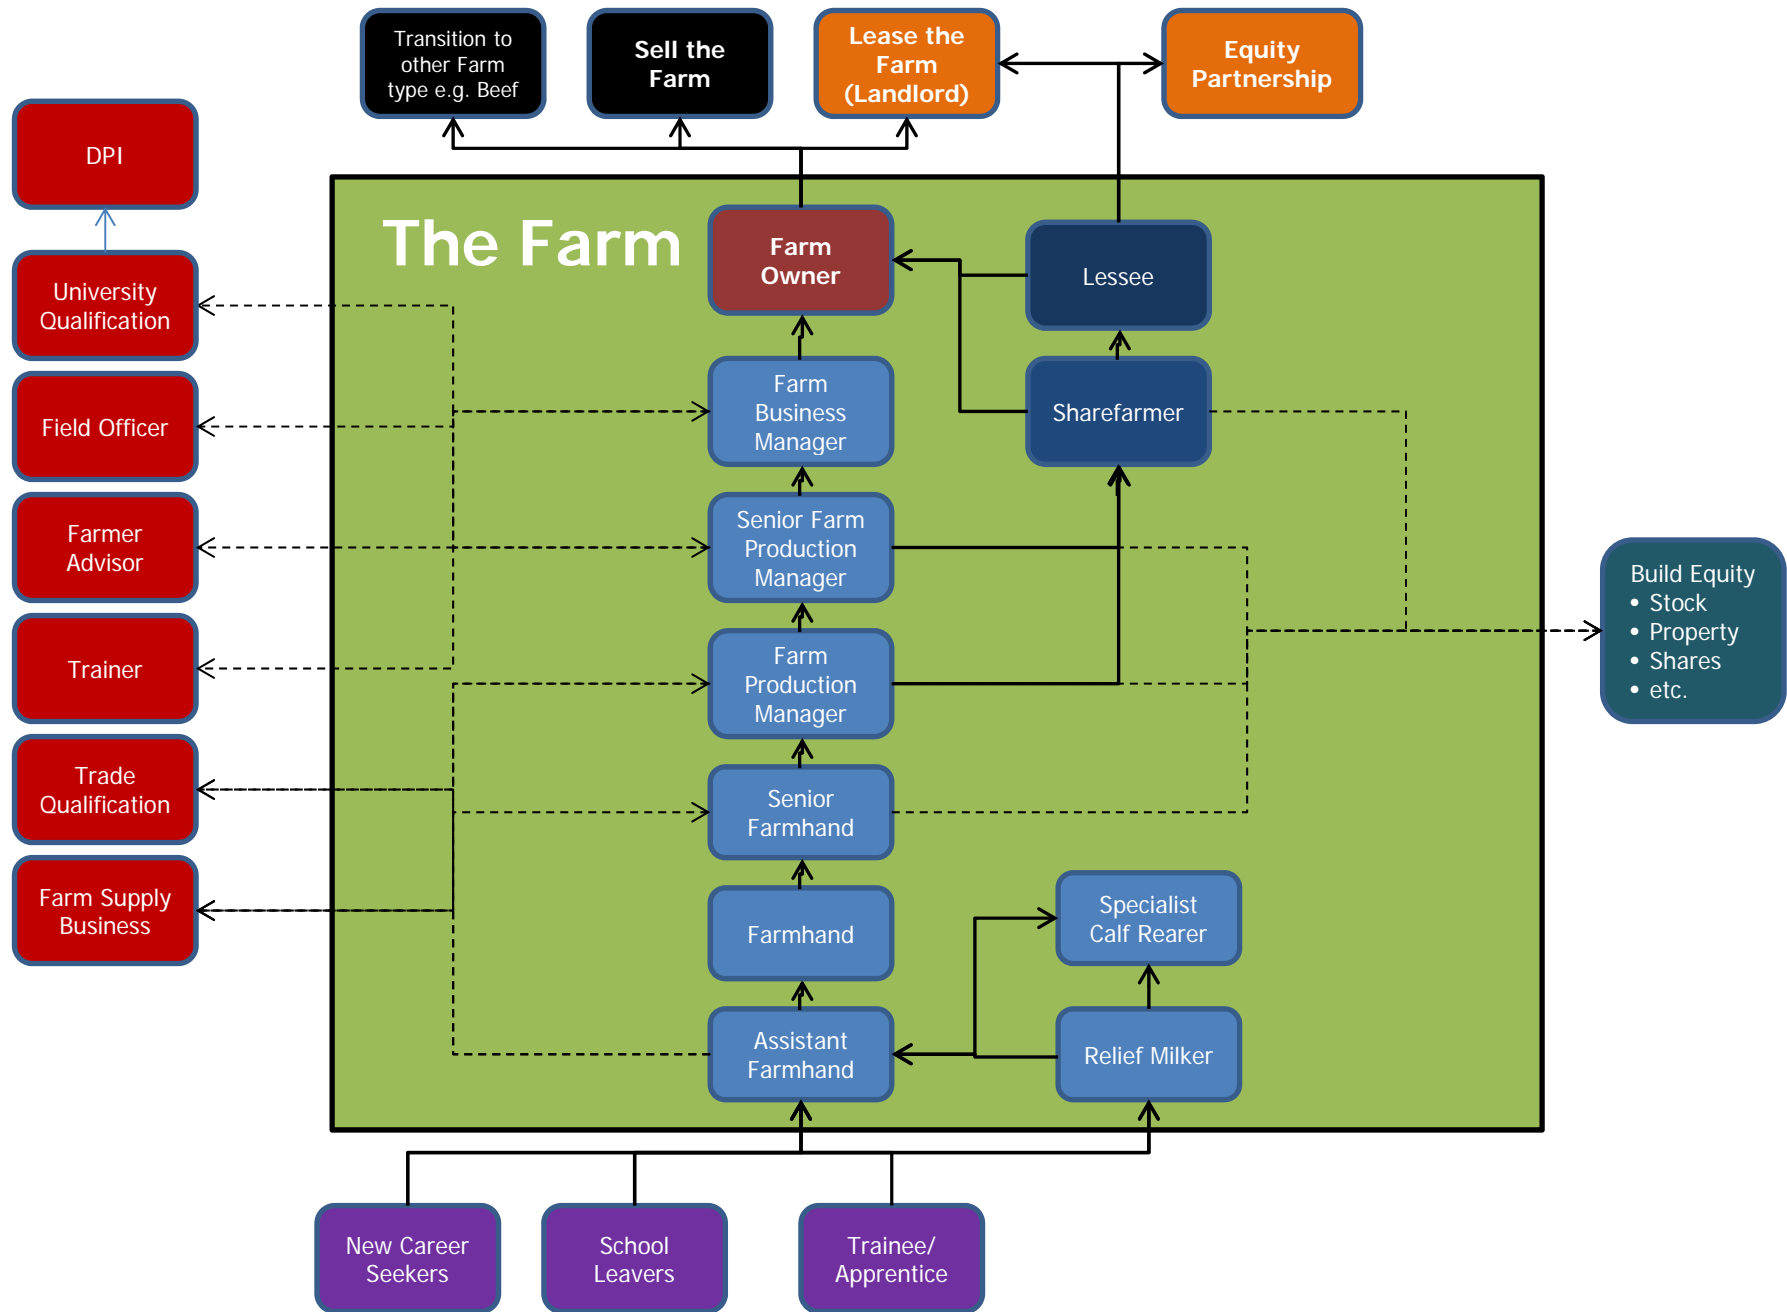 Transition to
other Farm
type e.g. Beef
Sell the
Farm
Lease the
Farm
(Landlord)
Equity
Partnership
DPI
University
Qualification
Field Officer
Farmer
Advisor
Trainer
Trade
Qualification
Farm Supply
Business
The Farm
Farm
Owner
Lessee
Farm
Business
Manager
Sharefarmer
Senior Farm
Production
Manager
Farm
Production
Manager
Senior
Farmhand
Farmhand
Specialist
Calf Rearer
Assistant
Farmhand
Relief Milker
Build Equity
• Stock
• Property
• Shares
• etc.
New Career
Seekers
School
Leavers
Trainee/
Apprentice